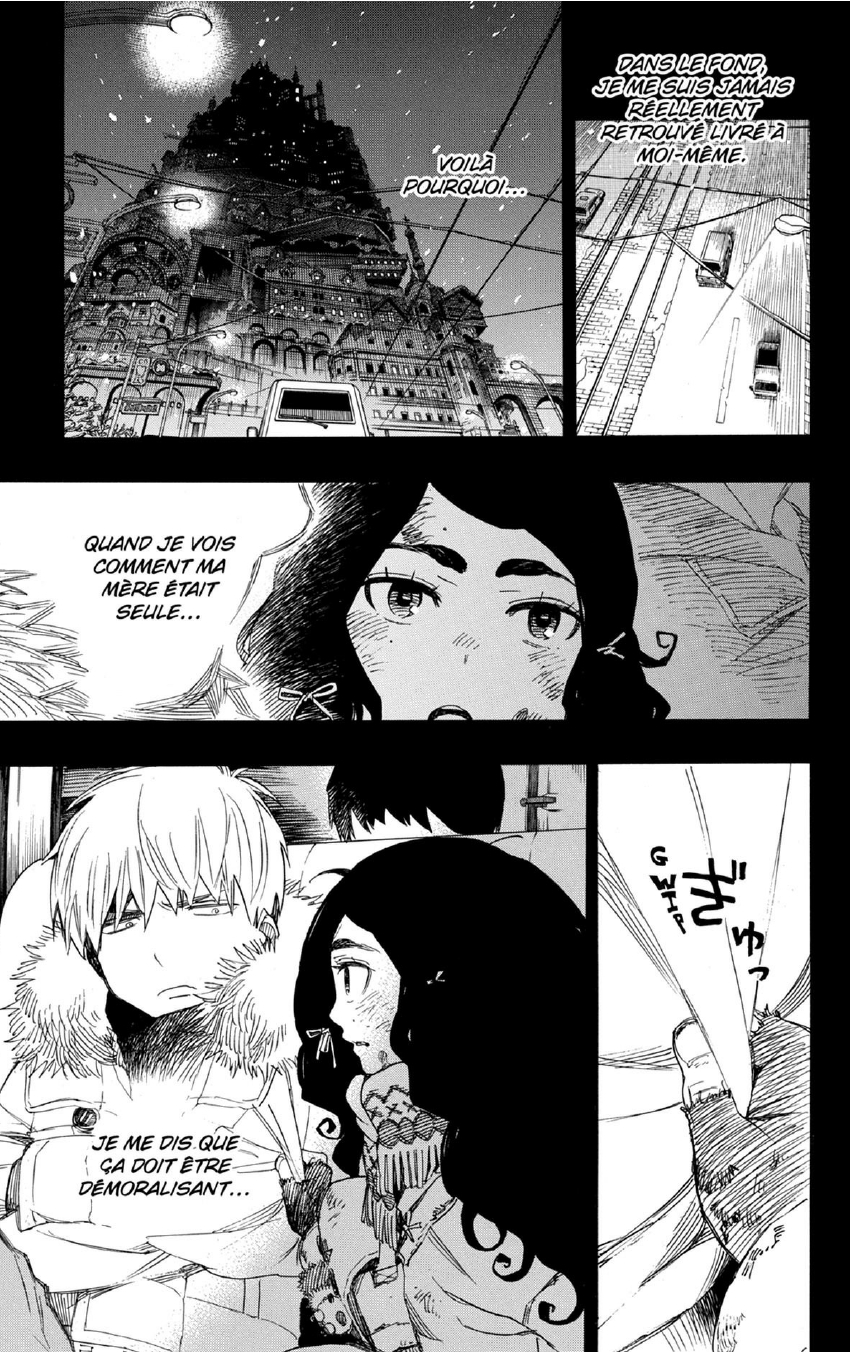 DANS LE FOND,
JE ME SUIS JAMAIS
RÉELLEMENT
RETROUVÉ LIVRÉ À
MOI-MÊME.
VOILÀ
POURQUOI...
QUAND JE VOIS
COMMENT MA
MÈRE ÉTAIT
SEULE...
GWIP
ぎゅっ
JE ME DIS QUE
ÇA DOIT ÊTRE
DÉMORALISANT...